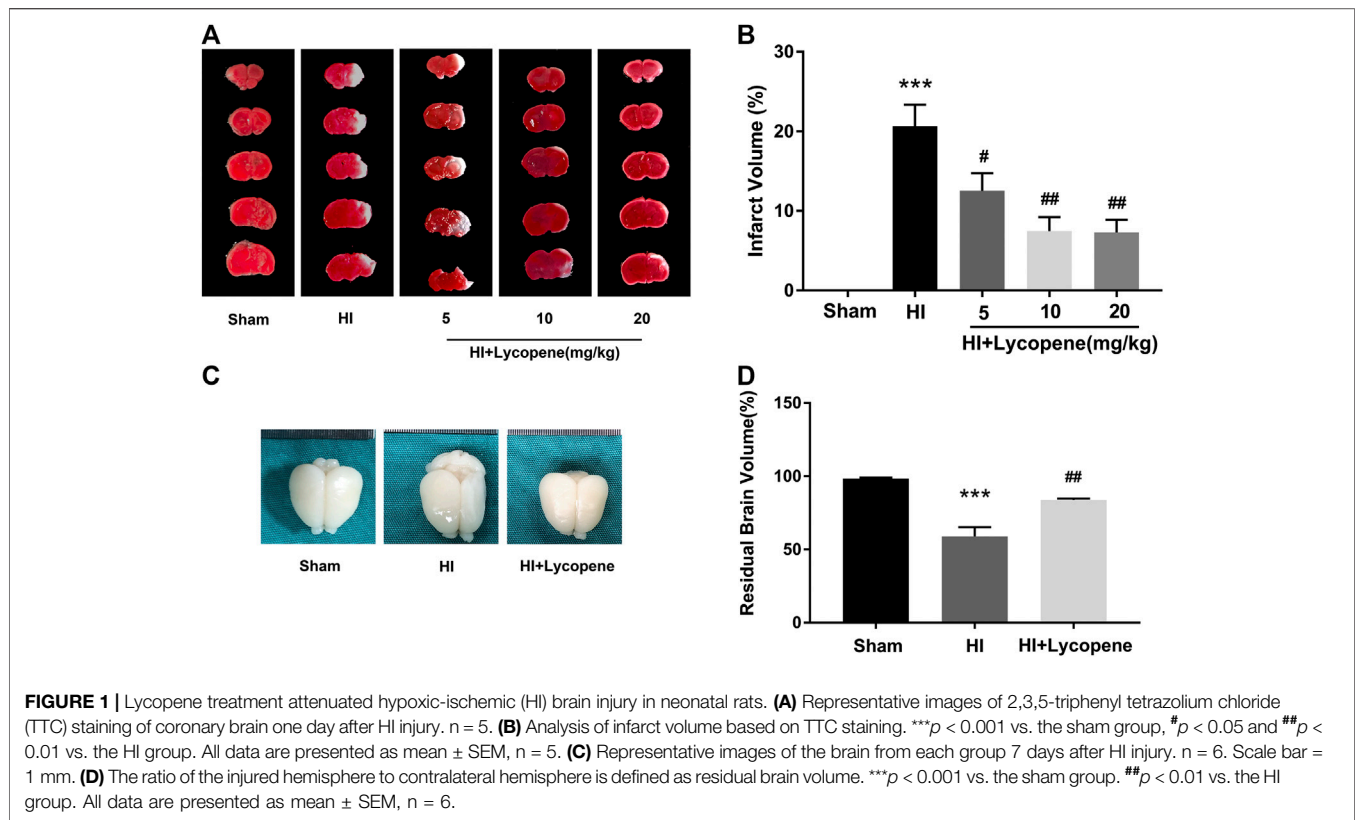 A
Sham
HI
5
10
20
HI+Lycopene(mg/kg)
B
Infarct Volume (%)
30
20
10
0
***
#
##
##
Sham
HI
5
10
20
HI+Lycopene(mg/kg)
C
Sham
HI
HI+Lycopene
D
Residual Brain Volume(%)
150
100
50
0
***
##
Sham
HI
HI+Lycopene
FIGURE 1 | Lycopene treatment attenuated hypoxic-ischemic (HI) brain injury in neonatal rats. (A) Representative images of 2,3,5-triphenyl tetrazolium chloride
(TTC) staining of coronary brain one day after HI injury. n = 5. (B) Analysis of infarct volume based on TTC staining. ***p < 0.001 vs. the sham group, #p < 0.05 and ##p <
0.01 vs. the HI group. All data are presented as mean ± SEM, n = 5. (C) Representative images of the brain from each group 7 days after HI injury. n = 6. Scale bar =
1 mm. (D) The ratio of the injured hemisphere to contralateral hemisphere is defined as residual brain volume. ***p < 0.001 vs. the sham group. ##p < 0.01 vs. the HI
group. All data are presented as mean ± SEM, n = 6.